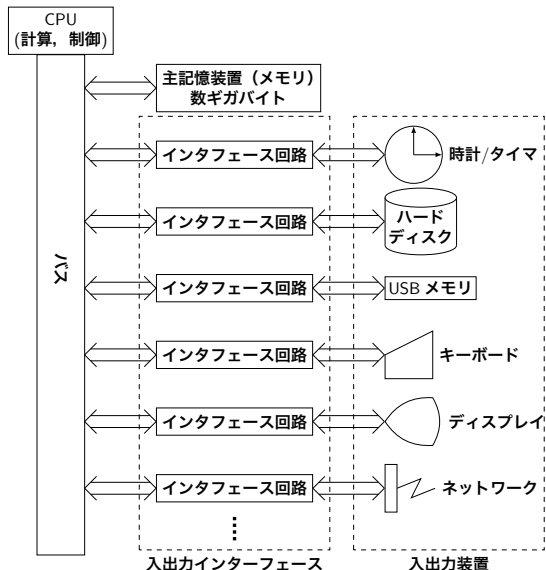 CPU
(計算，制御)
主記憶装置（メモリ）
数ギガバイト
バス
インタフェース回路
時計/タイマ
インタフェース回路
ハード
ディスク
インタフェース回路
USB メモリ
インタフェース回路
キーボード
インタフェース回路
ディスプレイ
インタフェース回路
ネットワーク
入出力インターフェース
入出力装置